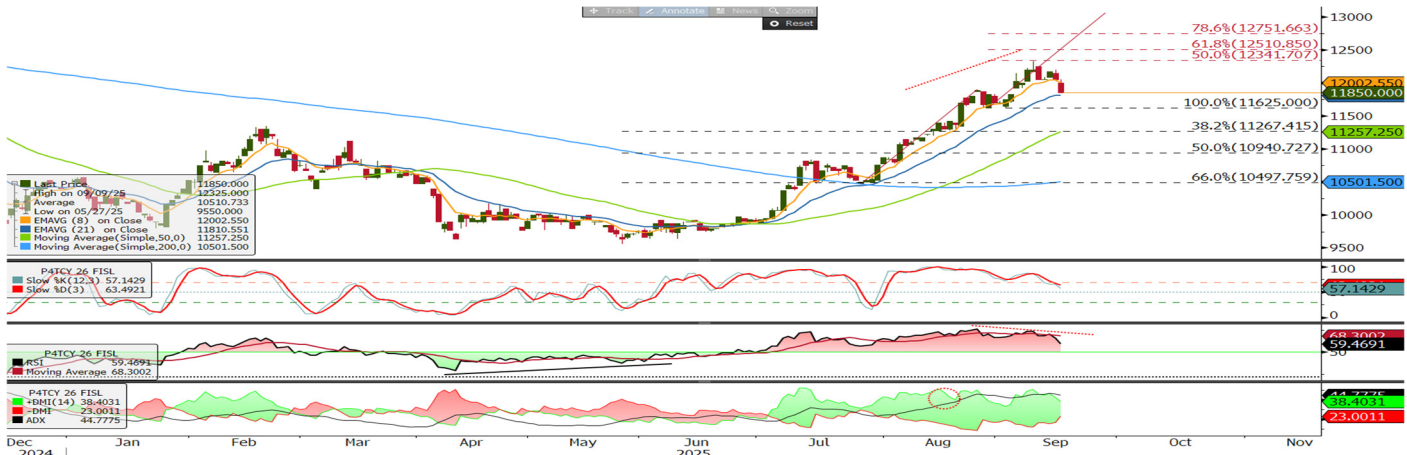 Track Annotate News Zoom
Reset
13000
78.6%(12751.663)
61.8%(12510.850)
12500
50.0%(12341.707)
12002.550
11850.000
100.0%(11625.000)
11500
38.2%(11267.415)
11257.250
11000
50.0%(10940.727)
66.0%(10497.759)
10501.500
10000
9500
Last Price 11850.000
High on 09/09/25 12325.000
Average 10510.733
Low on 05/27/25 9550.000
EMAVG (8) on Close 12002.550
EMAVG (21) on Close 11810.551
Moving Average(Simple,50,0) 11257.250
Moving Average(Simple,200,0) 10501.500
P4TCY 26 FISL
Slow %K(12,3) 57.1429
Slow %D(3) 63.4921
100
57.1429
0
P4TCY 26 FISL
RSI 59.4691
Moving Average 68.3002
68.3002
59.4691
50
P4TCY 26 FISL
+DMI(14) 38.4031
-DMI 23.0011
ADX 44.7775
44.7775
38.4031
23.0011
Dec Jan Feb Mar Apr May Jun Jul Aug Sep Oct Nov
2024 2025